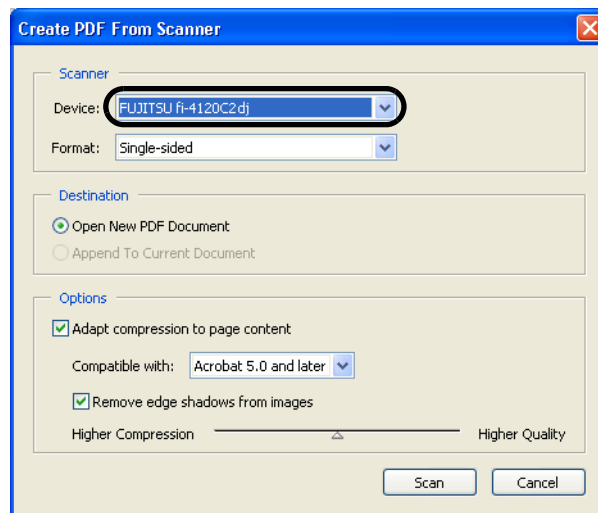 Create PDF From Scanner
Scanner
Device: FUJITSU fi-4120C2dj
Format: Single-sided
Destination
Open New PDF Document
Append To Current Document
Options
Adapt compression to page content
Compatible with: Acrobat 5.0 and later
Remove edge shadows from images
Higher Compression Higher Quality
Scan Cancel